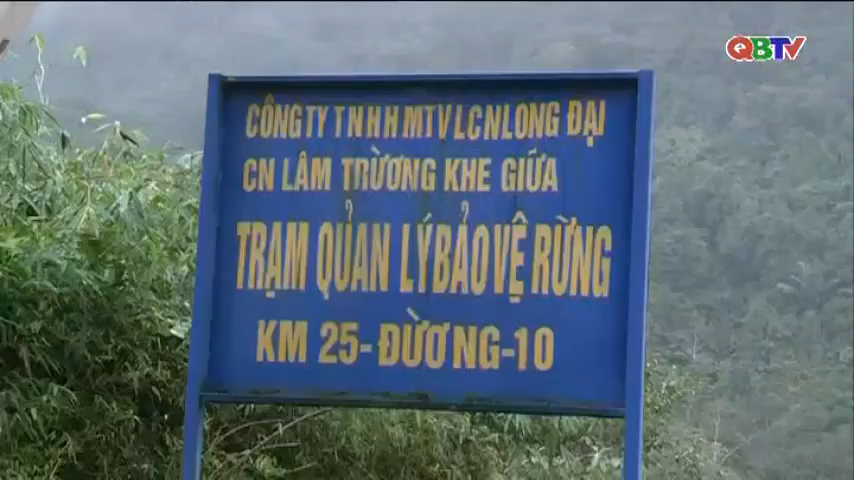 QBTV
CÔNG TY TNHH MTV LCN LONG ĐẠI
CN LÂM TRƯỜNG KHE GIỮA
TRẠM QUẢN LÝ BẢO VỆ RỪNG
KM 25-ĐƯỜNG-10